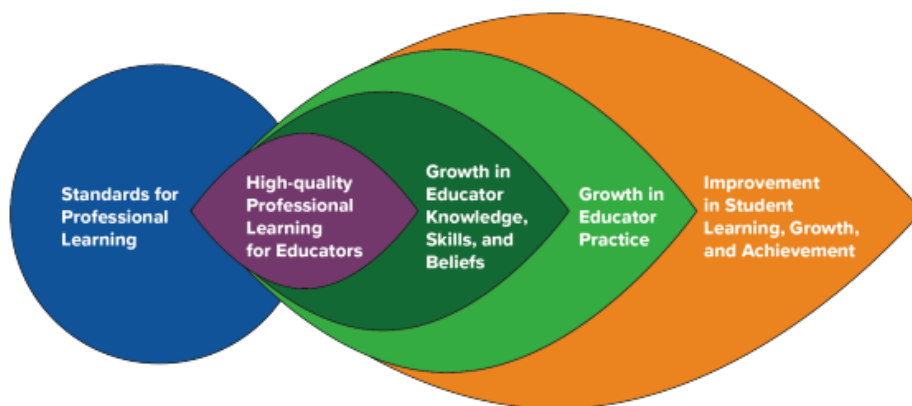 Standards for
Professional
Learning
High-quality
Professional
Learning
for Educators
Growth in
Educator
Knowledge,
Skills, and
Beliefs
Growth in
Educator
Practice
Improvement
in Student
Learning, Growth,
and Achievement